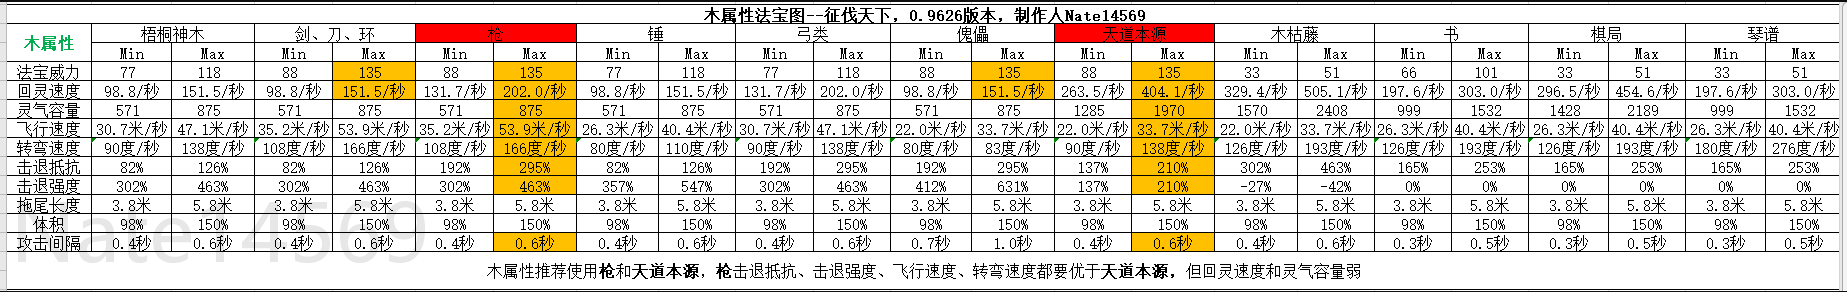 木属性法宝图--征伐天下，0.9626版本，制作人Nate14569
木属性 梧桐神木 剑、刀、环 枪 锤 弓类 傀儡 天道本源 木枯藤 书 棋局 琴谱
Min Max Min Max Min Max Min Max Min Max Min Max Min Max Min Max Min Max Min Max Min Max
法宝威力 77 118 88 135 88 135 77 118 77 118 88 135 88 135 33 51 66 101 33 51 33 51
回灵速度 98.8/秒 151.5/秒 98.8/秒 151.5/秒 131.7/秒 202.0/秒 98.8/秒 151.5/秒 131.7/秒 202.0/秒 98.8/秒 151.5/秒 263.5/秒 404.1/秒 329.4/秒 505.1/秒 197.6/秒 303.0/秒 296.5/秒 454.6/秒 197.6/秒 303.0/秒
灵气容量 571 875 571 875 571 875 571 875 571 875 571 875 1285 1970 1570 2408 999 1532 1428 2189 999 1532
飞行速度 30.7米/秒 47.1米/秒 35.2米/秒 53.9米/秒 35.2米/秒 53.9米/秒 26.3米/秒 40.4米/秒 30.7米/秒 47.1米/秒 22.0米/秒 33.7米/秒 22.0米/秒 33.7米/秒 22.0米/秒 33.7米/秒 26.3米/秒 40.4米/秒 26.3米/秒 40.4米/秒 26.3米/秒 40.4米/秒
转弯速度 90度/秒 138度/秒 108度/秒 166度/秒 108度/秒 166度/秒 80度/秒 110度/秒 90度/秒 138度/秒 80度/秒 83度/秒 90度/秒 138度/秒 126度/秒 193度/秒 126度/秒 193度/秒 126度/秒 193度/秒 180度/秒 276度/秒
击退抵抗 82% 126% 82% 126% 192% 295% 82% 126% 192% 295% 192% 295% 137% 210% 302% 463% 165% 253% 165% 253% 165% 253%
击退强度 302% 463% 302% 463% 302% 463% 357% 547% 302% 463% 412% 631% 137% 210% -27% -42% 0% 0% 0% 0% 0% 0%
拖尾长度 3.8米 5.8米 3.8米 5.8米 3.8米 5.8米 3.8米 5.8米 3.8米 5.8米 3.8米 5.8米 3.8米 5.8米 3.8米 5.8米 3.8米 5.8米 3.8米 5.8米 3.8米 5.8米
体积 98% 150% 98% 150% 98% 150% 98% 150% 98% 150% 98% 150% 98% 150% 98% 150% 98% 150% 98% 150% 98% 150%
攻击间隔 0.4秒 0.6秒 0.4秒 0.6秒 0.4秒 0.6秒 0.4秒 0.6秒 0.4秒 0.6秒 0.7秒 1.0秒 0.4秒 0.6秒 0.4秒 0.6秒 0.3秒 0.5秒 0.3秒 0.5秒 0.3秒 0.5秒
木属性推荐使用枪和天道本源，枪击退抵抗、击退强度、飞行速度、转弯速度都要优于天道本源，但回灵速度和灵气容量弱
Nate14569